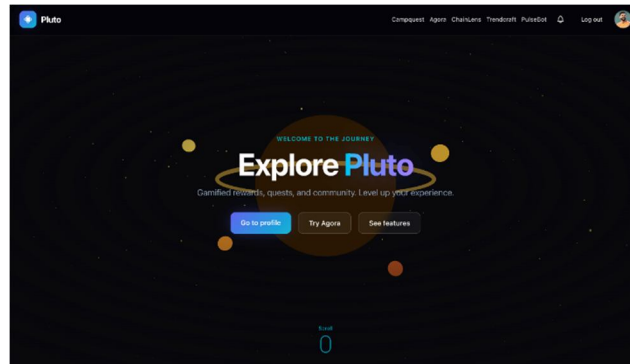 Pluto
Campquest Agora ChainLens Trendcraft PulseBot Log out
WELCOME TO THE JOURNEY
Explore Pluto
Gamified rewards, quests, and community. Level up your experience.
Go to profile Try Agora See features
Scroll